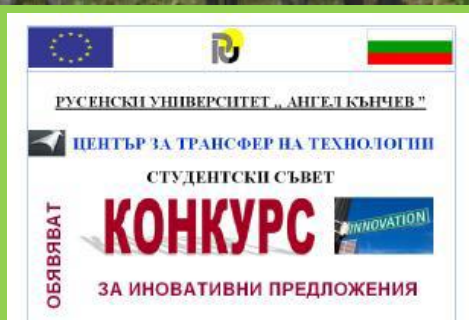 РУСЕНСКИ УНИВЕРСИТЕТ „ АНГЕЛ КЪНЧЕВ ”
ЦЕНТЪР ЗА ТРАНСФЕР НА ТЕХНОЛОГИИ
СТУДЕНТСКИ СЪВЕТ
ОБЯВЯВАТ
КОНКУРС
INNOVATION
ЗА ИНОВАТИВНИ ПРЕДЛОЖЕНИЯ